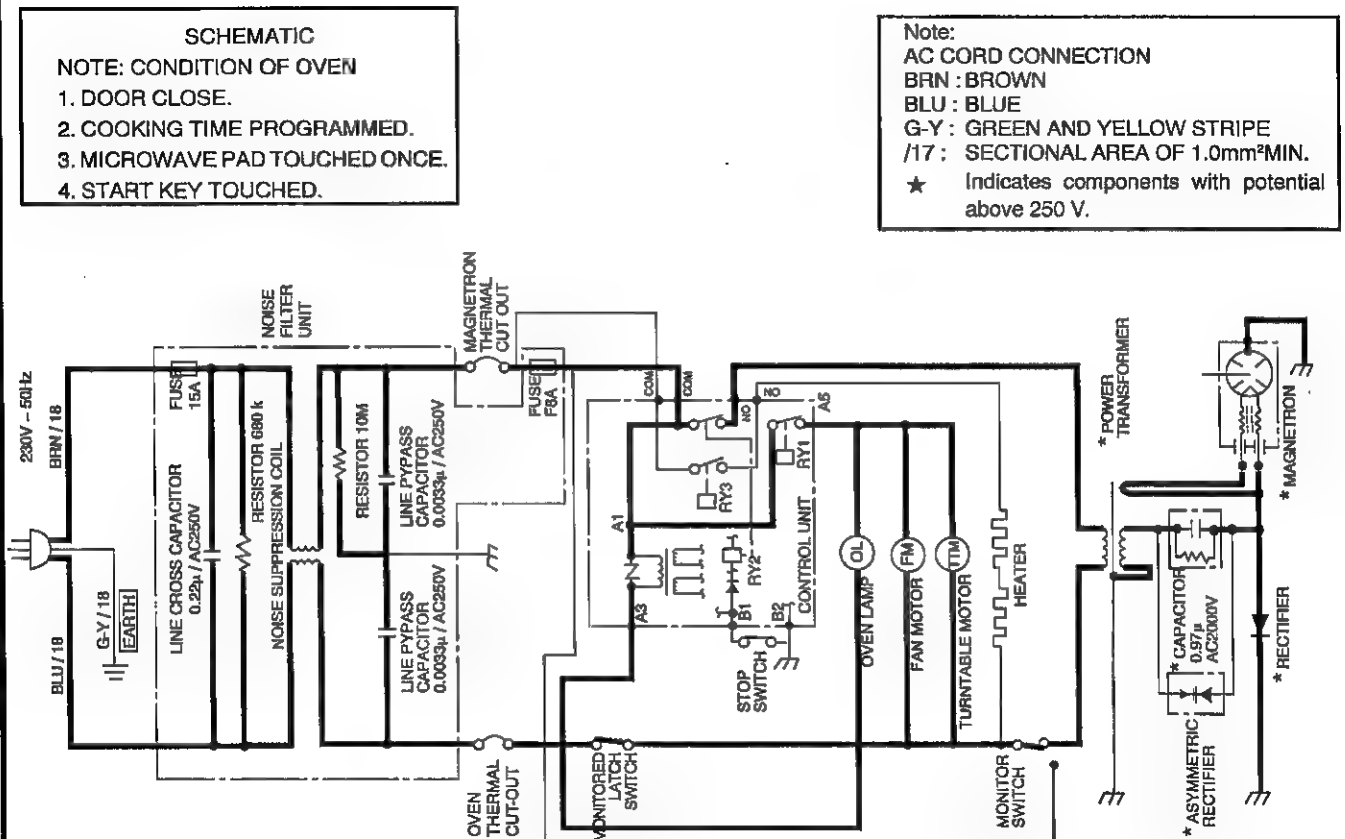 SCHEMATIC
NOTE: CONDITION OF OVEN
1. DOOR CLOSE.
2. COOKING TIME PROGRAMMED.
3. MICROWAVE PAD TOUCHED ONCE.
4. START KEY TOUCHED.
Note:
AC CORD CONNECTION
BRN : BROWN
BLU : BLUE
G-Y : GREEN AND YELLOW STRIPE
/17 : SECTIONAL AREA OF 1.0mm²MIN.
★ Indicates components with potential
above 250 V.
230V ~ 50Hz
BRN / 18
BLU / 18
G-Y / 18
EARTH
NOISE
FILTER
UNIT
FUSE
15A
LINE CROSS CAPACITOR
0.22µ / AC250V
RESISTOR 680 k
NOISE SUPPRESSION COIL
RESISTOR 10M
LINE PYPASS
CAPACITOR
0.0033µ / AC250V
LINE PYPASS
CAPACITOR
0.0033µ / AC250V
MAGNETRON
THERMAL
CUT OUT
FUSE
F8A
OVEN
THERMAL
CUT-OUT
MONITORED
LATCH
SWITCH
COM
COM
NO
NO
A5
RY1
RY3
A1
A3
RY2
B1
B2
CONTROL UNIT
STOP
SWITCH
OL
OVEN LAMP
FM
FAN MOTOR
TTM
TURNTABLE MOTOR
HEATER
MONITOR
SWITCH
* POWER
TRANSFORMER
* MAGNETRON
* CAPACITOR
0.97µ
AC2000V
* RECTIFIER
* ASYMMETRIC
RECTIFIER